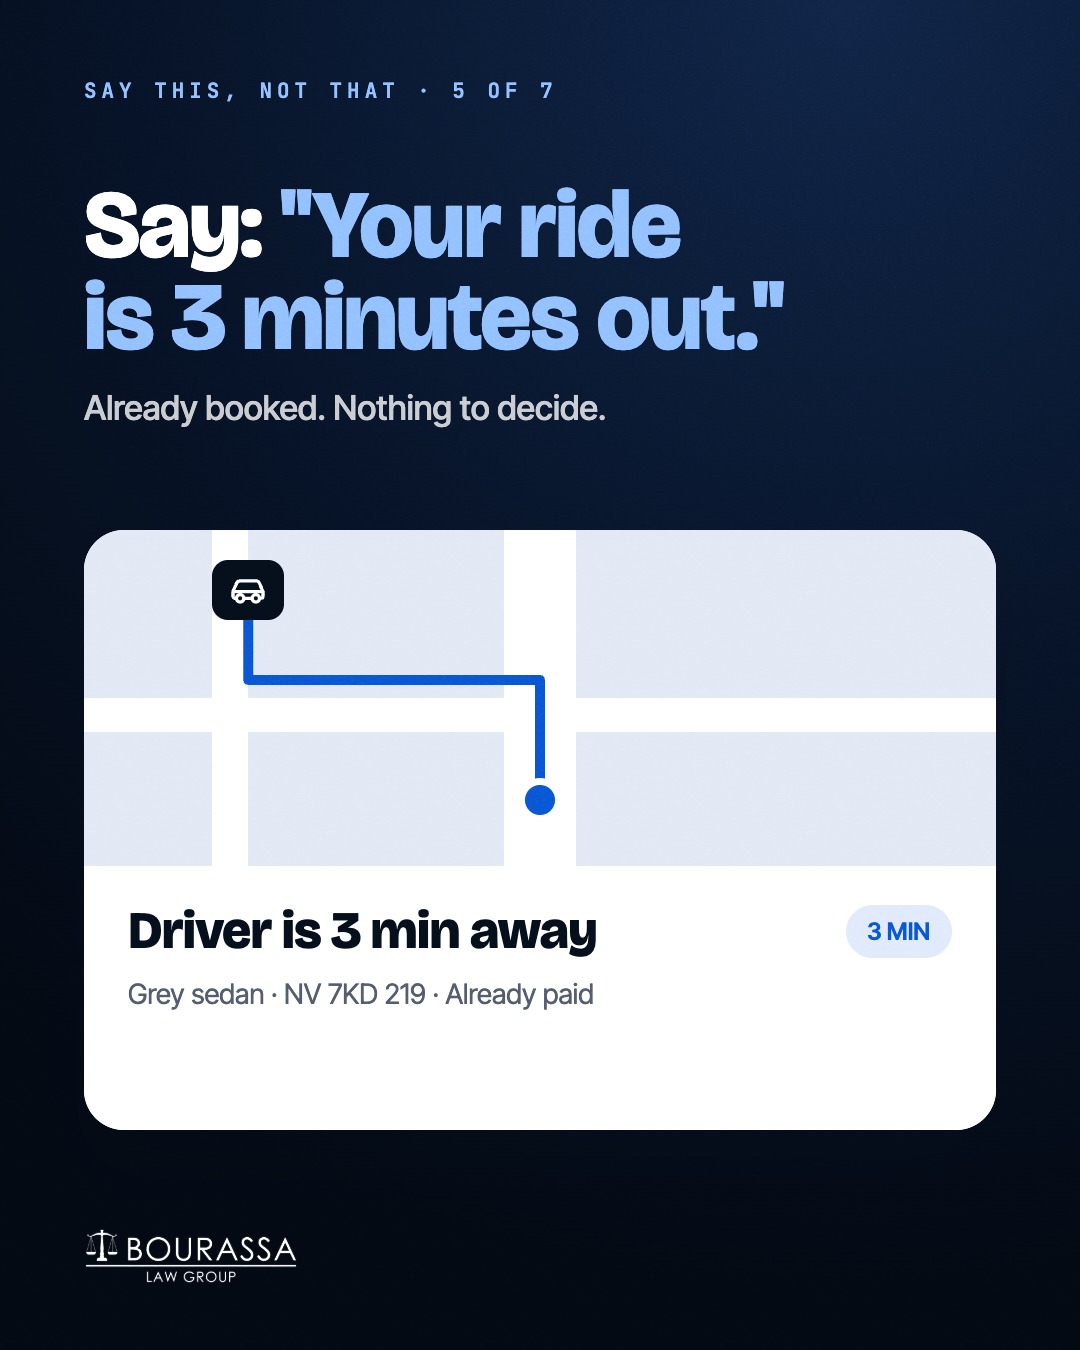 SAY THIS, NOT THAT · 5 OF 7
Say: "Your ride
is 3 minutes out."
Already booked. Nothing to decide.
Driver is 3 min away
3 MIN
Grey sedan · NV 7KD 219 · Already paid
BOURASSA
LAW GROUP